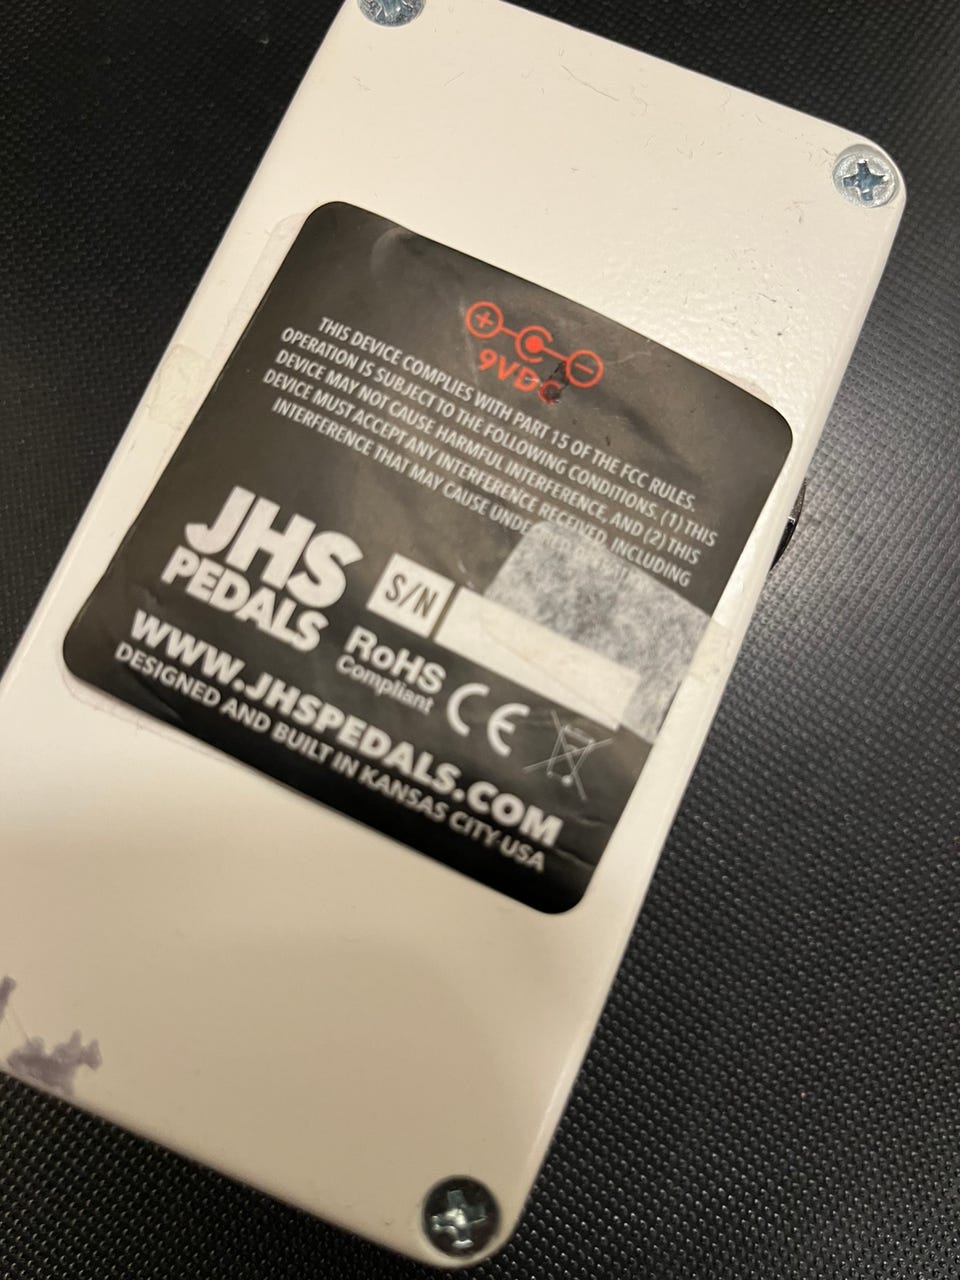 + −
9VDC
THIS DEVICE COMPLIES WITH PART 15 OF THE FCC RULES.
OPERATION IS SUBJECT TO THE FOLLOWING CONDITIONS. (1) THIS
DEVICE MAY NOT CAUSE HARMFUL INTERFERENCE, AND (2) THIS
DEVICE MUST ACCEPT ANY INTERFERENCE RECEIVED, INCLUDING
INTERFERENCE THAT MAY CAUSE
JHS
PEDALS
S/N
RoHS
Compliant
CE
WWW.JHSPEDALS.COM
DESIGNED AND BUILT IN KANSAS CITY USA